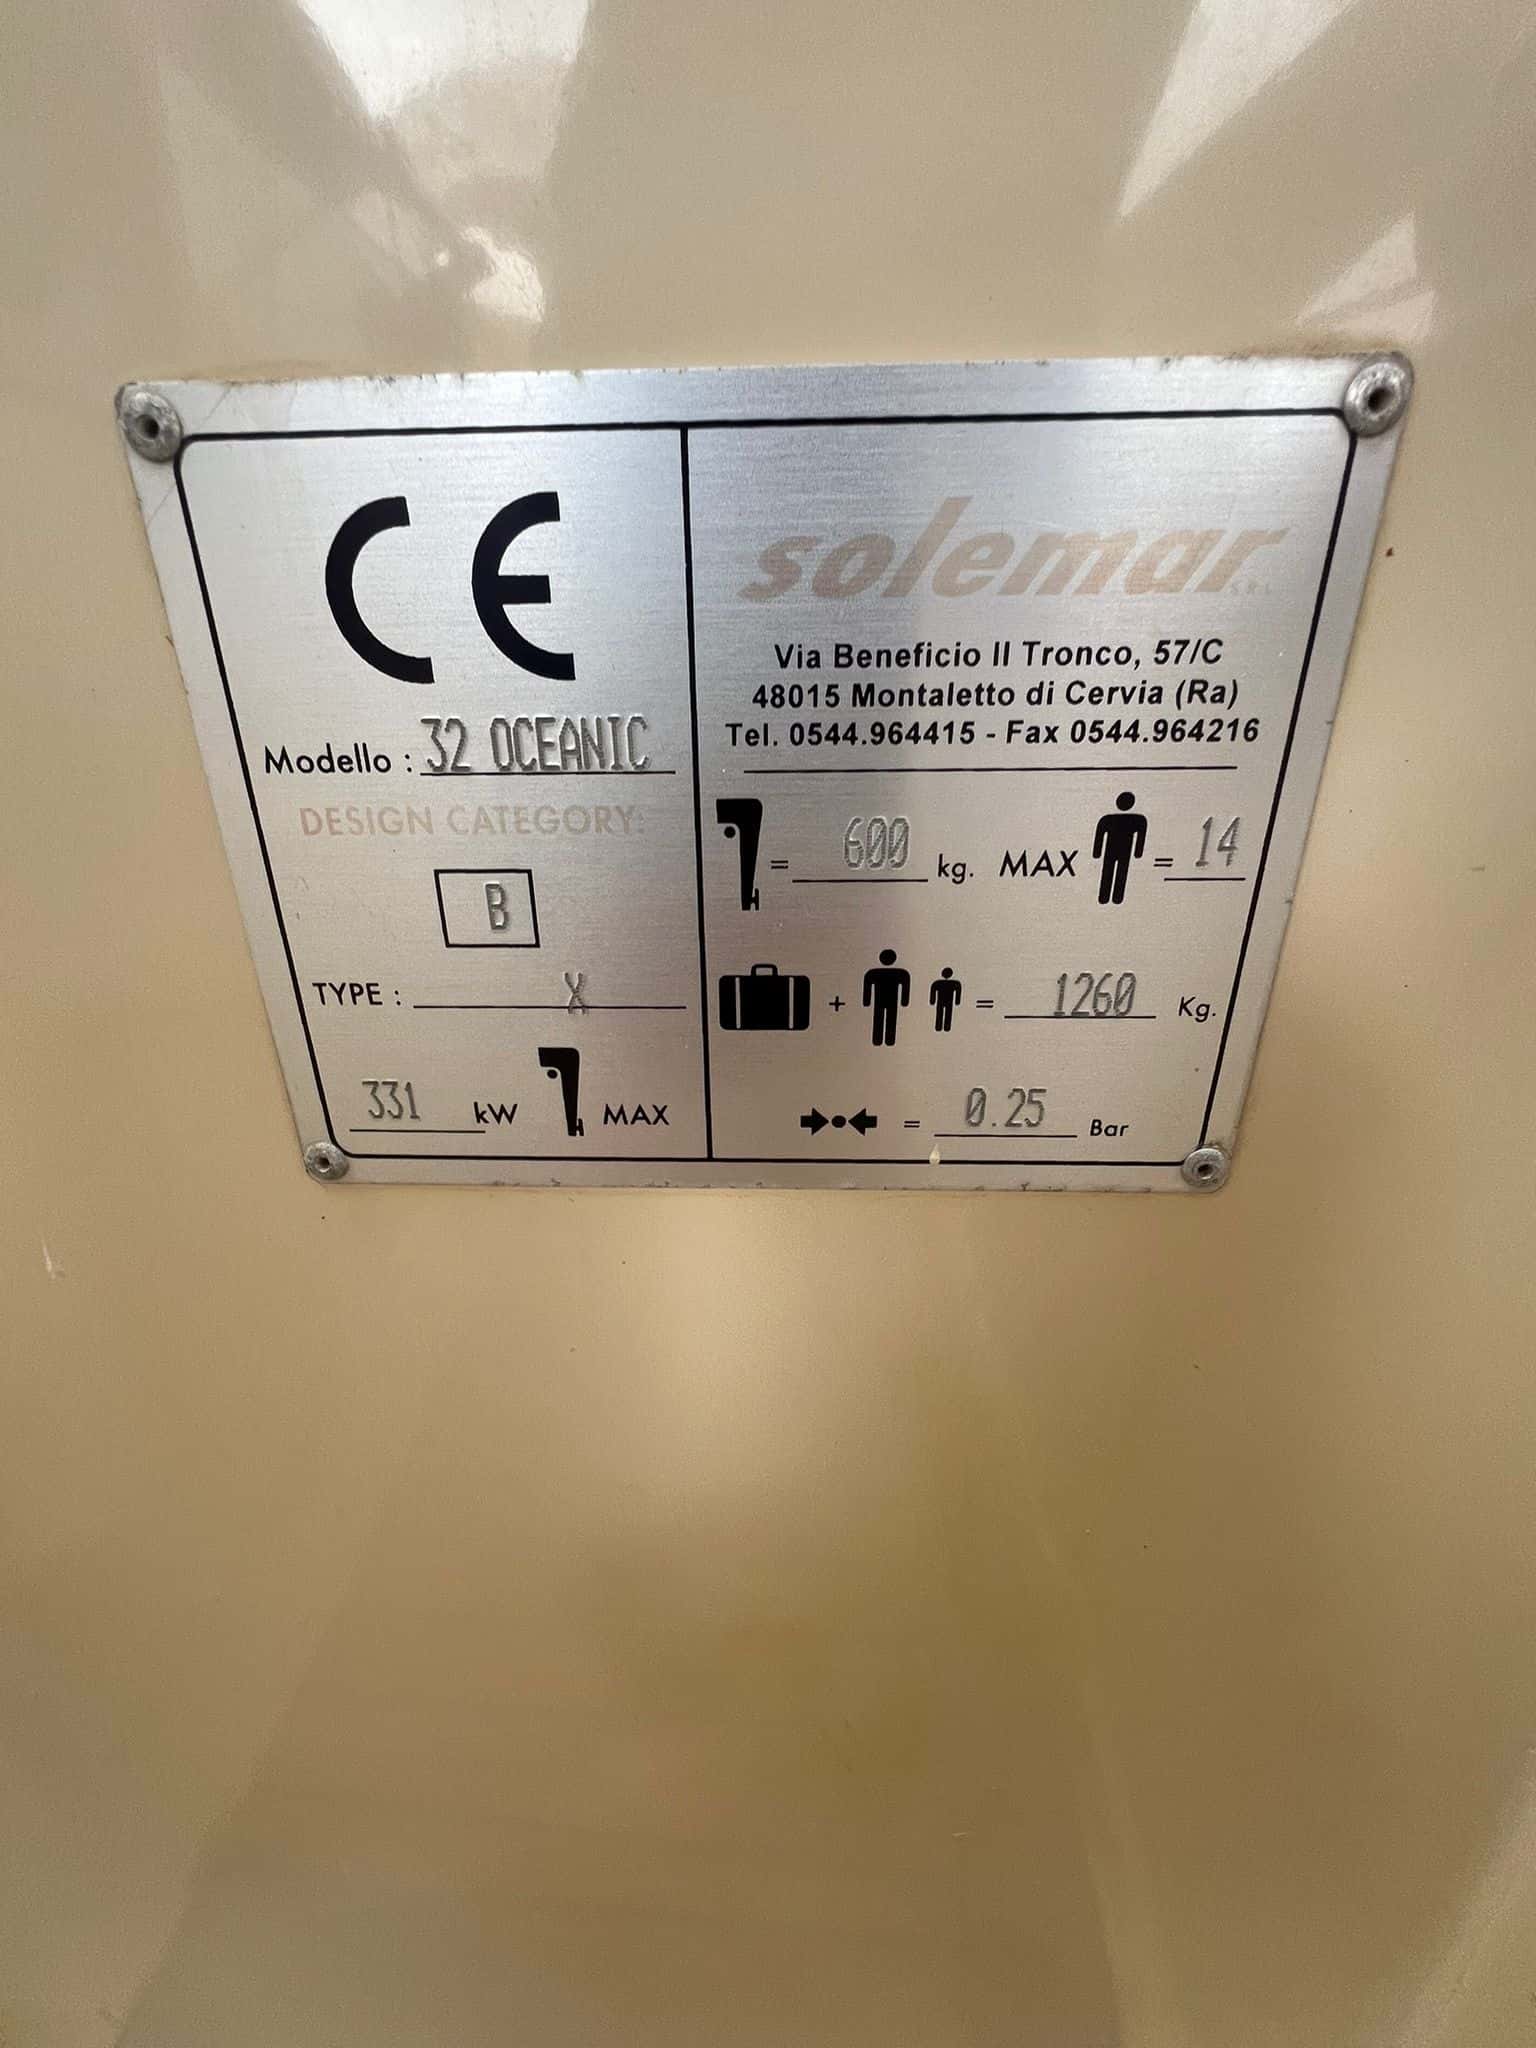 CE
Modello : 32 OCEANIC
DESIGN CATEGORY:
B
TYPE : X
331 kW MAX
solemar SRL
Via Beneficio II Tronco, 57/C
48015 Montaletto di Cervia (Ra)
Tel. 0544.964415 - Fax 0544.964216
= 600 kg. MAX = 14
+ = 1260 Kg.
= 0.25 Bar